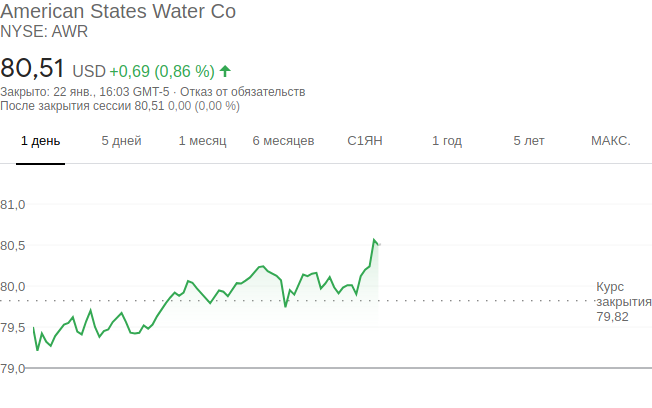 American States Water Co
NYSE: AWR
80,51 USD +0,69 (0,86 %)
Закрыто: 22 янв., 16:03 GMT-5 · Отказ от обязательств
После закрытия сессии 80,51 0,00 (0,00 %)
1 день 5 дней 1 месяц 6 месяцев С1ЯН 1 год 5 лет МАКС.
81,0
80,5
80,0
Курс
закрытия
79,82
79,5
79,0